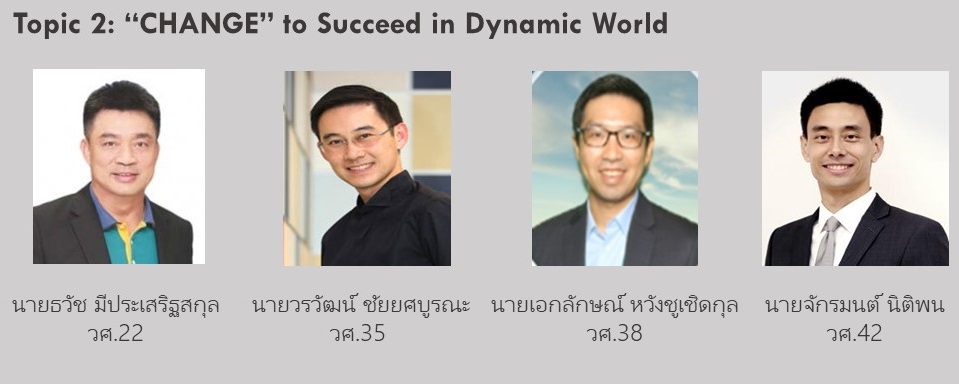 Topic 2: “CHANGE” to Succeed in Dynamic World
นายธวัช มีประเสริฐสกุล
วศ.22
นายวรวัฒน์ ชัยยศบูรณะ
วศ.35
นายเอกลักษณ์ หวังชูเชิดกุล
วศ.38
นายจักรมนต์ นิติพน
วศ.42